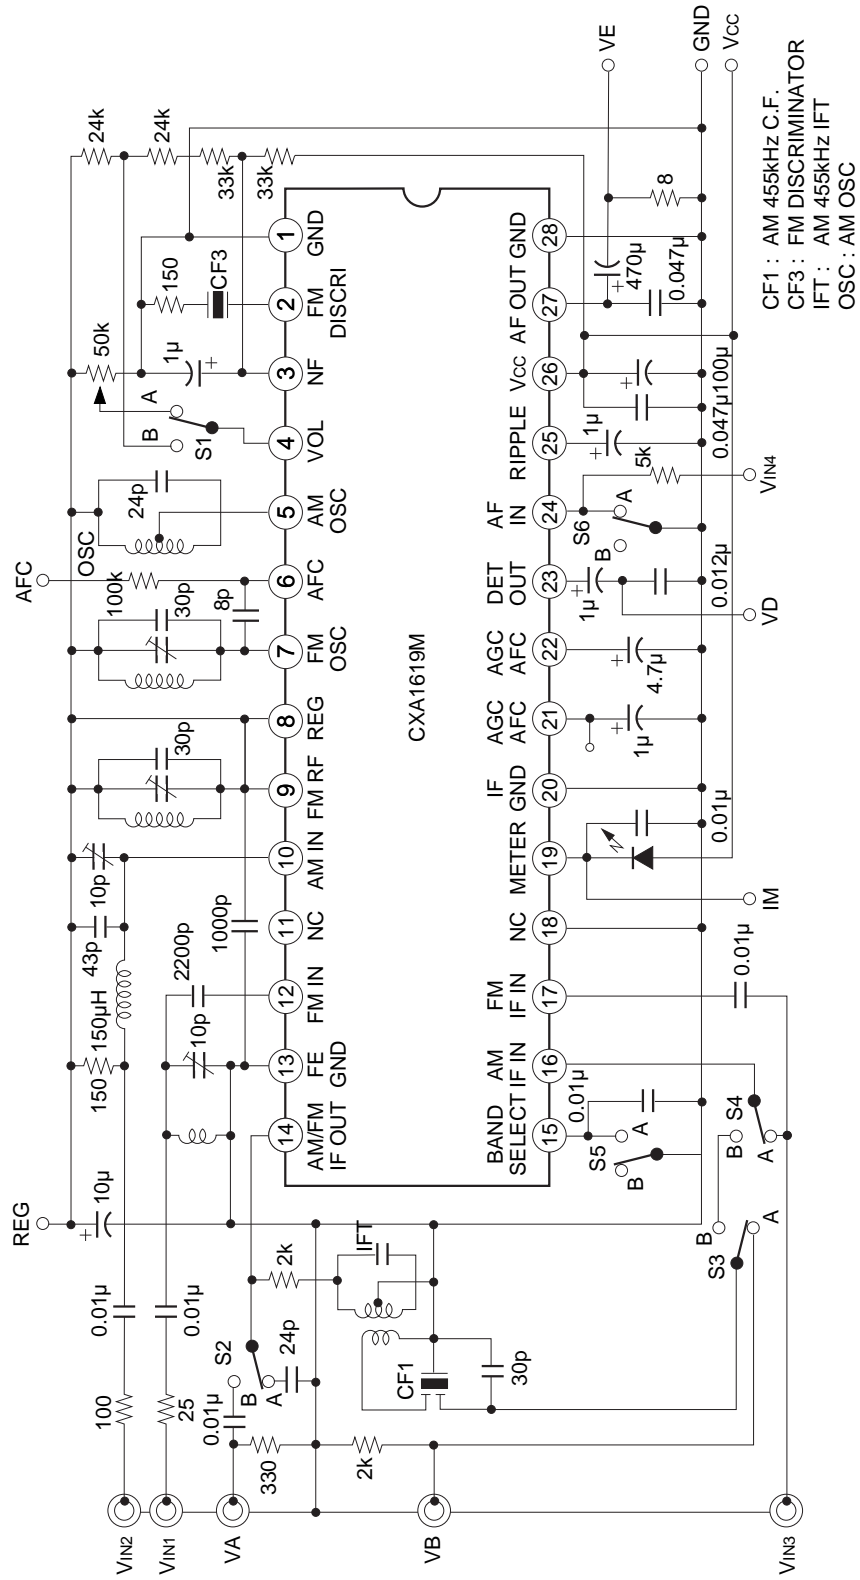 REG
AFC
VE
GND
VCC
10µ
+
150
43p
10p
150µH
OSC
100k
24p
50k
24k
24k
33k
33k
0.01µ
0.01µ
10p
2200p
1000p
30p
30p
8p
1µ
+
B
A
S1
150
CF3
100
25
14
AM/FM
IF OUT
13
FE
GND
12
FM IN
11
NC
10
AM IN
9
FM RF
8
REG
7
FM
OSC
6
AFC
5
AM
OSC
4
VOL
3
NF
2
FM
DISCRI
1
GND
CXA1619M
15
BAND
SELECT
16
AM
IF IN
17
FM
IF IN
18
NC
19
METER
20
IF
GND
21
AGC
AFC
22
AGC
AFC
23
DET
OUT
24
AF
IN
25
RIPPLE
26
VCC
27
AF OUT
28
GND
S2
B
A
0.01µ
24p
330
2k
2k
IFT
CF1
30p
S3
B
A
S4
B
A
S5
B
A
0.01µ
0.01µ
IM
0.01µ
+
1µ
+
4.7µ
+
1µ
0.012µ
VD
S6
B
A
5k
VIN4
+
1µ
0.047µ
+
100µ
+
470µ
0.047µ
8
VIN2
VIN1
VA
VB
VIN3
CF1 : AM 455kHz C.F.
CF3 : FM DISCRIMINATOR
IFT : AM 455kHz IFT
OSC : AM OSC